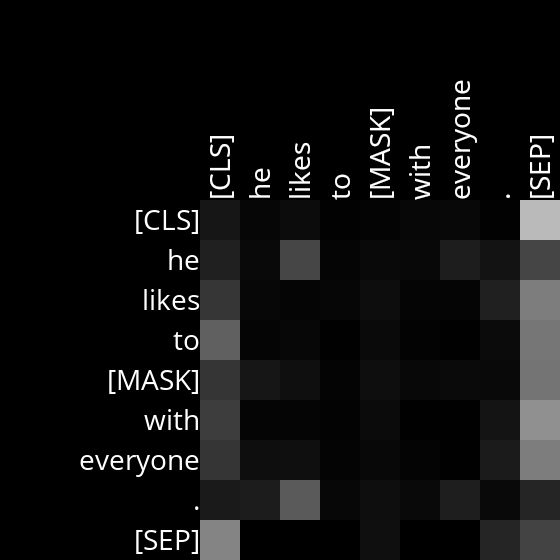 [CLS] he likes to [MASK] with everyone . [SEP]
[CLS]
he
likes
to
[MASK]
with
everyone
.
[SEP]